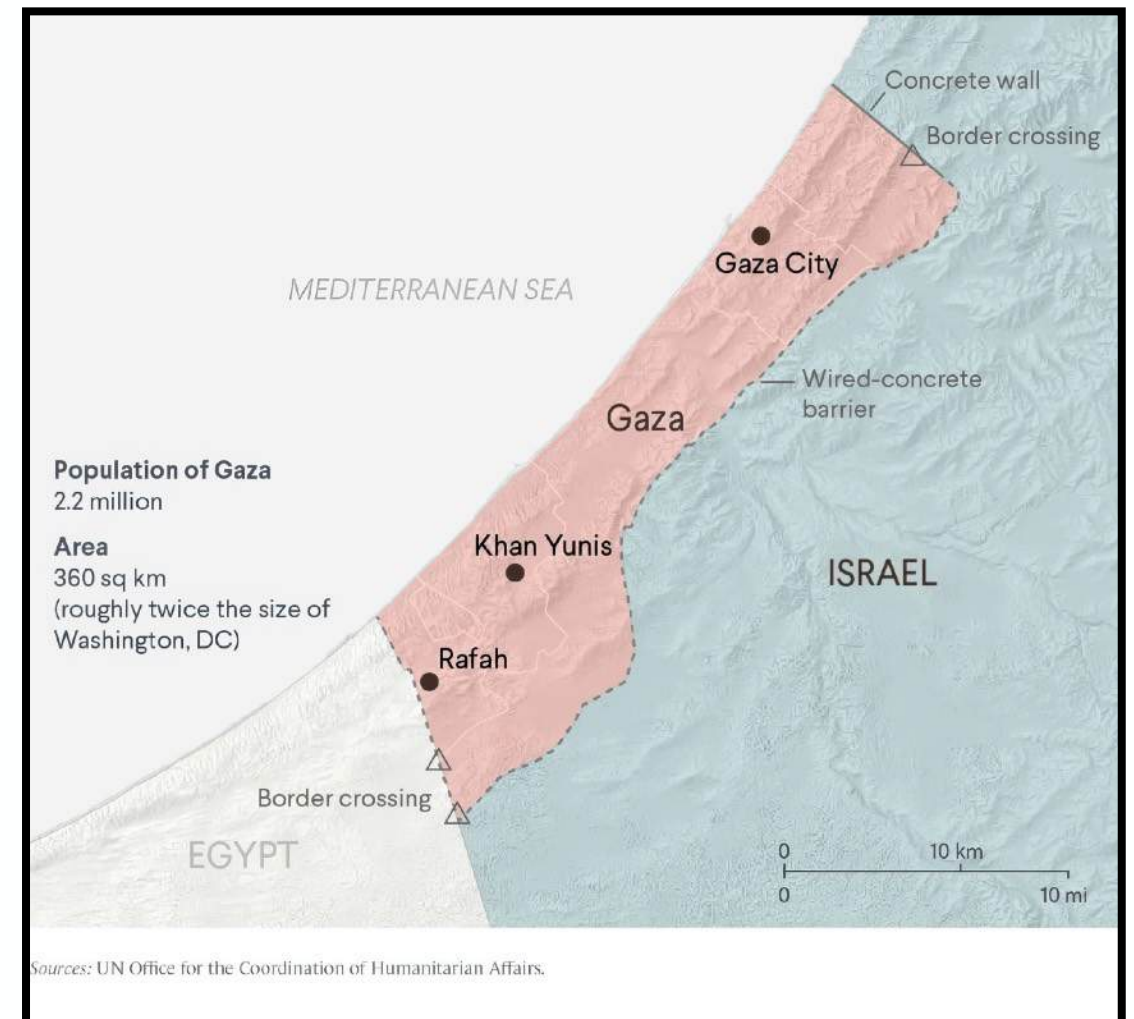 Concrete wall
Border crossing
Gaza City
MEDITERRANEAN SEA
Wired-concrete
barrier
Gaza
Population of Gaza
2.2 million
Area
360 sq km
(roughly twice the size of
Washington, DC)
Khan Yunis
ISRAEL
Rafah
Border crossing
EGYPT
0 10 km
0 10 mi
Sources: UN Office for the Coordination of Humanitarian Affairs.